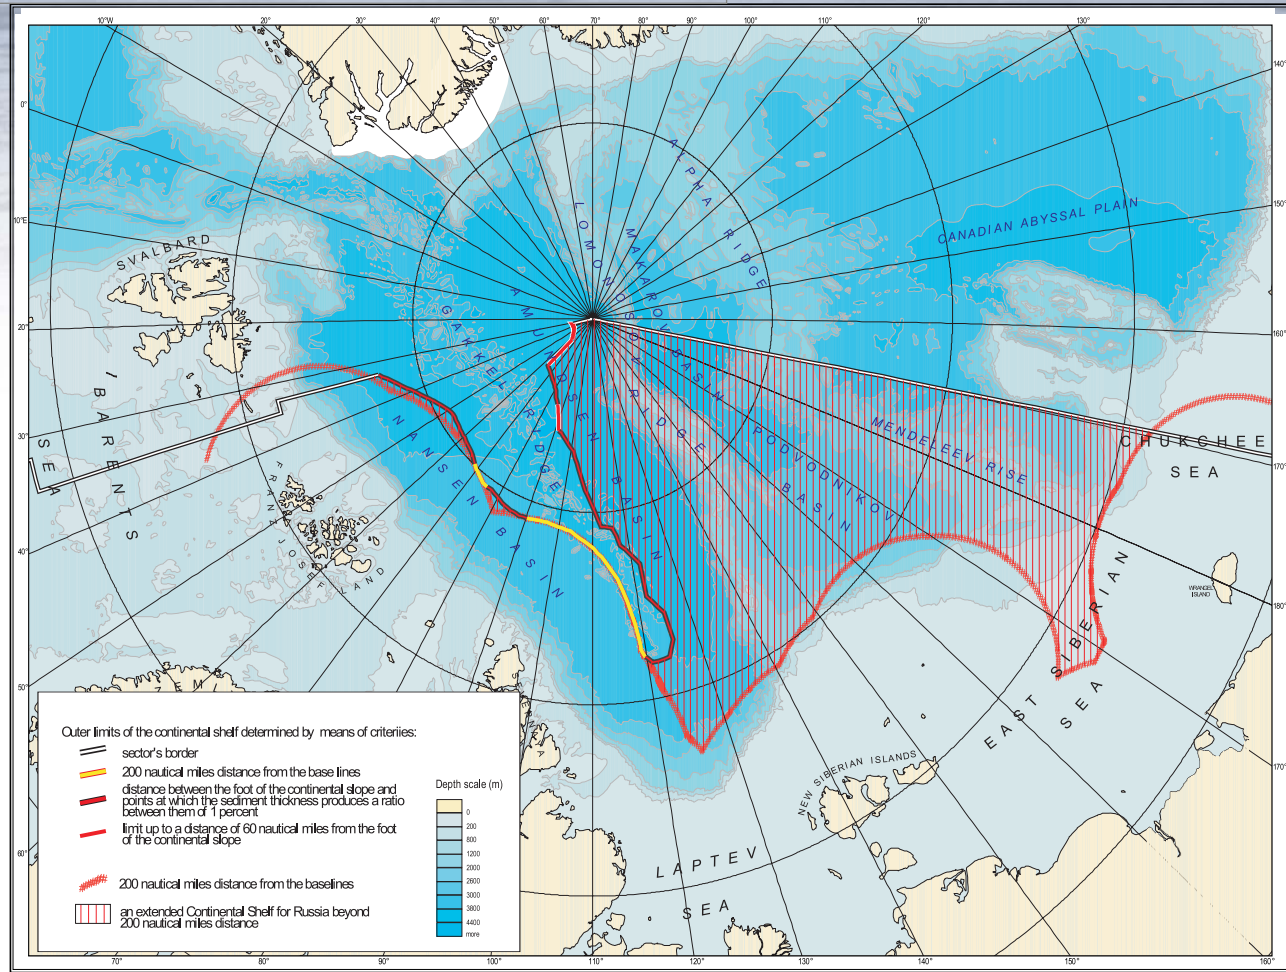 10° 20° 30° 40° 50° 60° 70° 80° 90° 100° 110° 120° 130°
0°
10°E
20°
30°
40°
50°
60°
140°
150°
160°
170°
180°
170°
SVALBARD
BARENTS
SEA
FRANZ JOSEF LAND
LOMONOSOV RIDGE
ALPHA RIDGE
MAKAROV BASIN
CANADIAN ABYSSAL PLAIN
AMUNDSEN BASIN
GAKKEL RIDGE
NANSEN BASIN
PODVODNIKOV
BASIN
MENDELEEV RISE
CHUKCHEE
SEA
WRANGEL
ISLAND
EAST SIBERIAN
SEA
NEW SIBERIAN ISLANDS
LAPTEV
SEA
Outer limits of the continental shelf determined by means of criteriies:
sector's border
200 nautical miles distance from the base lines
distance between the foot of the continental slope and
points at which the sediment thickness produces a ratio
between them of 1 percent
limit up to a distance of 60 nautical miles from the foot
of the continental slope
200 nautical miles distance from the baselines
an extended Continental Shelf for Russia beyond
200 nautical miles distance
Depth scale (m)
0
200
800
1200
2000
2600
3000
3800
4400
more
70° 80° 90° 100° 110° 120° 130° 140° 150° 160°